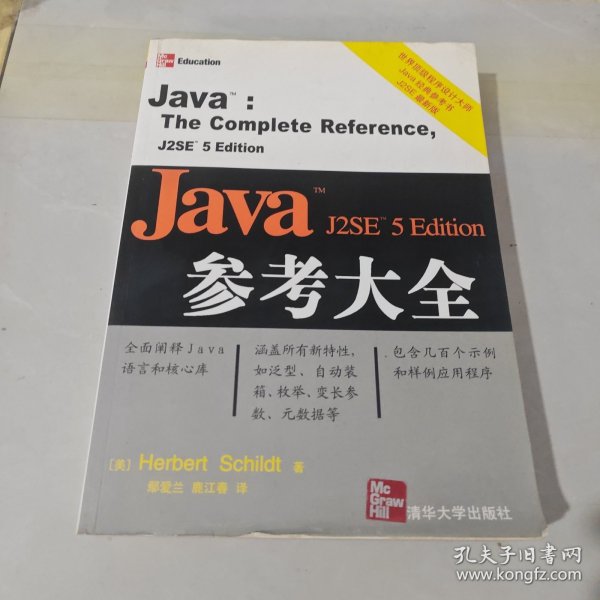 Mc
Graw
Hill
Education
世界顶级程序设计大师
Java经典参考书
J2SE 最新版
Java™ :
The Complete Reference,
J2SE™ 5 Edition
Java™ J2SE™ 5 Edition
参考大全
全面阐释Java
语言和核心库
涵盖所有新特性,
如泛型、自动装
箱、枚举、变长参
数、元数据等
包含几百个示例
和样例应用程序
[美] Herbert Schildt 著
鄢爱兰 鹿江春 译
Mc
Graw
Hill
清华大学出版社
孔夫子旧书网
www.kongfz.com